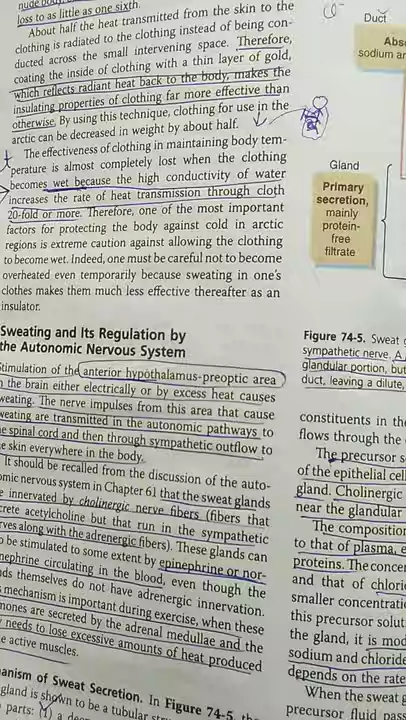 nude body,
loss to as little as one sixth.
About half the heat transmitted from the skin to the
clothing is radiated to the clothing instead of being con-
ducted across the small intervening space. Therefore,
coating the inside of clothing with a thin layer of gold,
which reflects radiant heat back to the body, makes the
insulating properties of clothing far more effective than
otherwise. By using this technique, clothing for use in the
arctic can be decreased in weight by about half.
The effectiveness of clothing in maintaining body tem-
perature is almost completely lost when the clothing
becomes wet because the high conductivity of water
increases the rate of heat transmission through cloth
20-fold or more. Therefore, one of the most important
factors for protecting the body against cold in arctic
regions is extreme caution against allowing the clothing
to become wet. Indeed, one must be careful not to become
overheated even temporarily because sweating in one's
clothes makes them much less effective thereafter as an
insulator.
Sweating and Its Regulation by
the Autonomic Nervous System
Stimulation of the anterior hypothalamus-preoptic area
the brain either electrically or by excess heat causes
sweating. The nerve impulses from this area that cause
sweating are transmitted in the autonomic pathways to
spinal cord and then through sympathetic outflow to
skin everywhere in the body.
It should be recalled from the discussion of the auto-
nomic nervous system in Chapter 61 that the sweat glands
innervated by cholinergic nerve fibers (fibers that
crete acetylcholine but that run in the sympathetic
rves along with the adrenergic fibers). These glands can
be stimulated to some extent by epinephrine or nor-
nephrine circulating in the blood, even though the
ds themselves do not have adrenergic innervation.
mechanism is important during exercise, when these
mones are secreted by the adrenal medullae and the
needs to lose excessive amounts of heat produced
e active muscles.
anism of Sweat Secretion. In Figure 74-5, the
gland is shown to be a tubular
parts: (1) a
Duct
Abs
sodium an
Gland
Primary
secretion,
mainly
protein-
free
filtrate
Figure 74-5. Sweat g
sympathetic nerve. A
glandular portion, but
duct, leaving a dilute,
constituents in the
flows through the
The precursor s
of the epithelial cel
gland. Cholinergic
near the glandular
The composition
to that of plasma, e
proteins. The concen
and that of chlori
smaller concentrati
this precursor solut
the gland, it is mod
sodium and chloride
depends on the rate
When the sweat g
precursor fluid pas